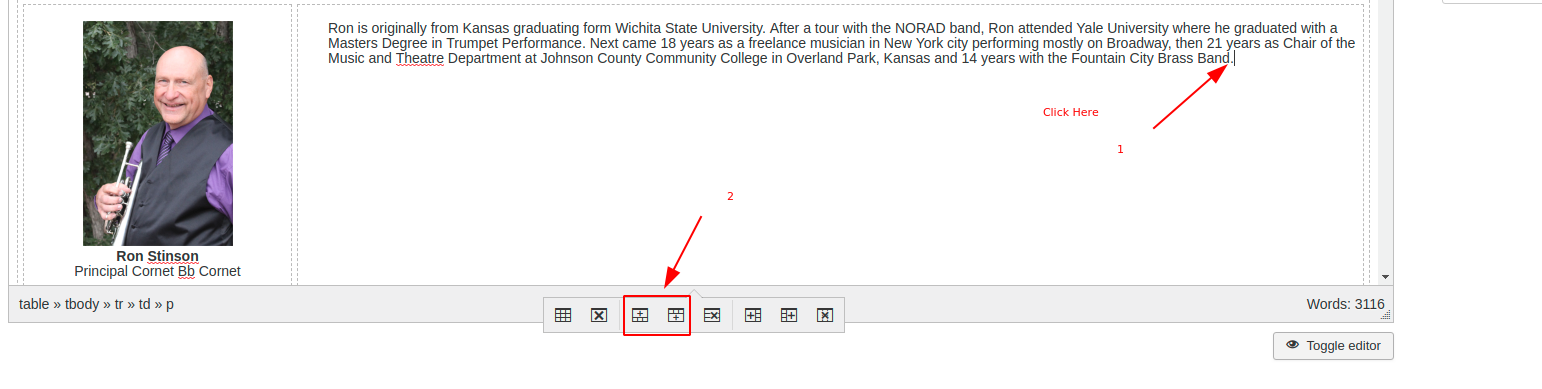 Ron is originally from Kansas graduating form Wichita State University. After a tour with the NORAD band, Ron attended Yale University where he graduated with a
Masters Degree in Trumpet Performance. Next came 18 years as a freelance musician in New York city performing mostly on Broadway, then 21 years as Chair of the
Music and Theatre Department at Johnson County Community College in Overland Park, Kansas and 14 years with the Fountain City Brass Band.
Click Here
1
2
Ron Stinson
Principal Cornet Bb Cornet
table » tbody » tr » td » p
Words: 3116
Toggle editor